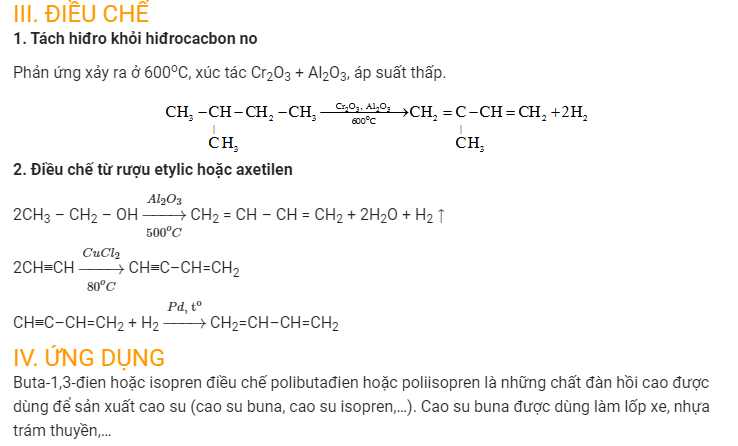 III. ĐIỀU CHẾ
1. Tách hiđro khỏi hiđrocacbon no
Phản ứng xảy ra ở 600⁰C, xúc tác Cr₂O₃ + Al₂O₃, áp suất thấp.
Cr₂O₃, Al₂O₃
CH₃ –CH – CH₂ –CH₃ ⟶ CH₂ = C –CH = CH₂ +2H₂
600⁰C
CH₃ CH₃
2. Điều chế từ rượu etylic hoặc axetilen
Al₂O₃
2CH₃ − CH₂ − OH ⟶ CH₂ = CH − CH = CH₂ + 2H₂O + H₂ ↑
500ᵒC
CuCl₂
2CH≡CH ⟶ CH≡C−CH=CH₂
80ᵒC
Pd, tᵒ
CH≡C−CH=CH₂ + H₂ ⟶ CH₂=CH−CH=CH₂
IV. ỨNG DỤNG
Buta-1,3-đien hoặc isopren điều chế polibutađien hoặc poliisopren là những chất đàn hồi cao được
dùng để sản xuất cao su (cao su buna, cao su isopren,...). Cao su buna được dùng làm lốp xe, nhựa
trám thuyền,...